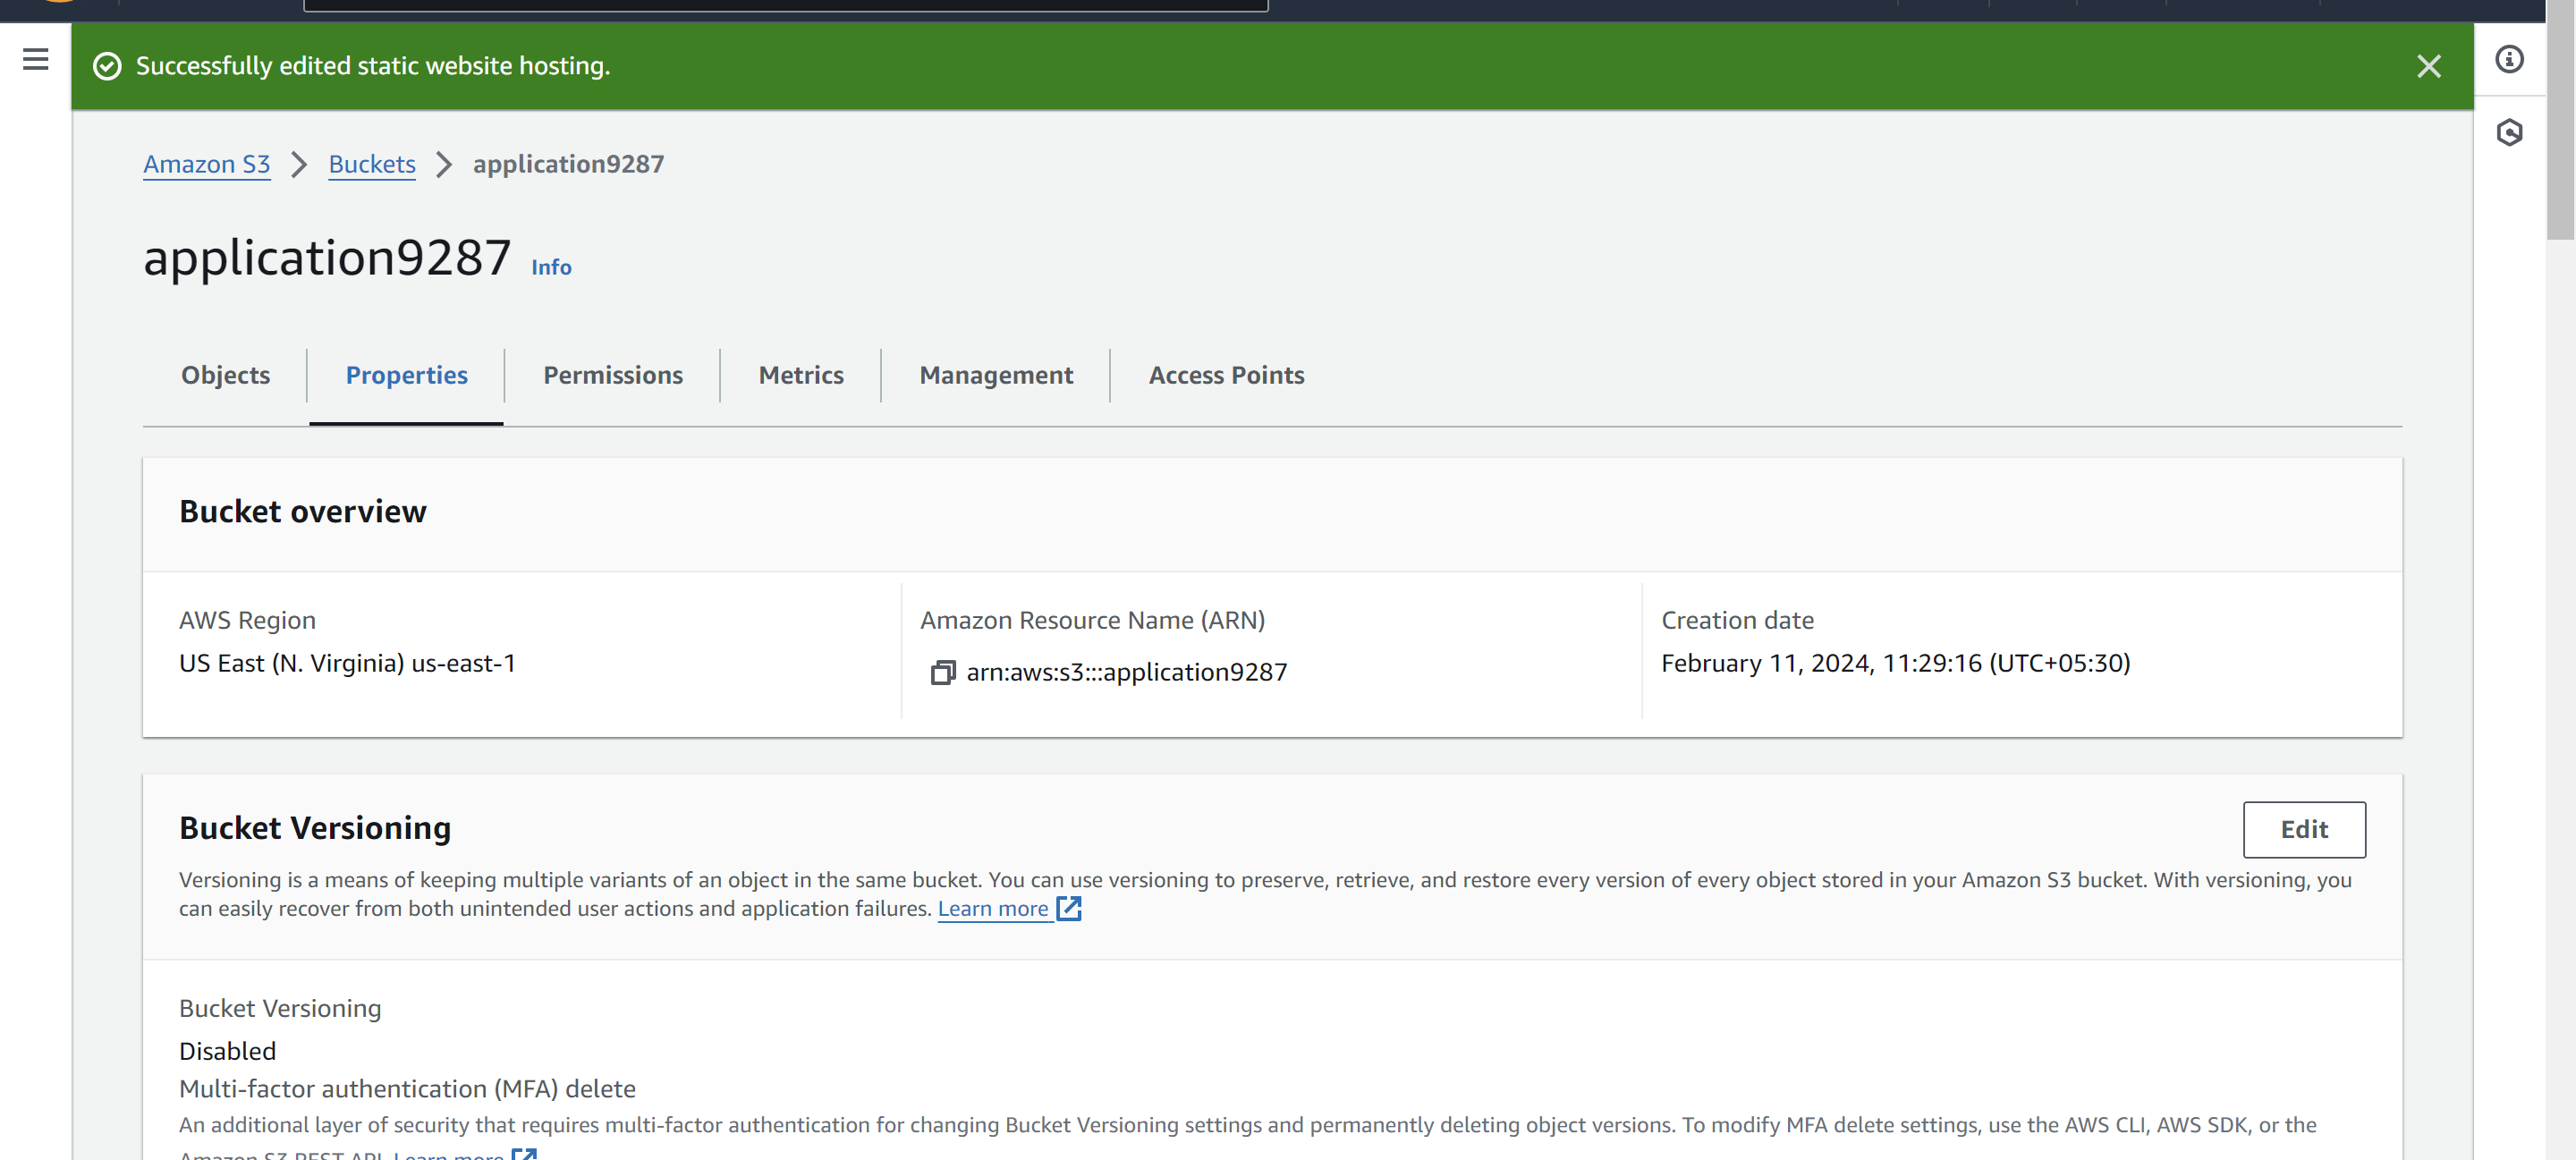 Successfully edited static website hosting.
Amazon S3 > Buckets > application9287
application9287 Info
Objects Properties Permissions Metrics Management Access Points
Bucket overview
AWS Region Amazon Resource Name (ARN) Creation date
US East (N. Virginia) us-east-1 arn:aws:s3:::application9287 February 11, 2024, 11:29:16 (UTC+05:30)
Bucket Versioning Edit
Versioning is a means of keeping multiple variants of an object in the same bucket. You can use versioning to preserve, retrieve, and restore every version of every object stored in your Amazon S3 bucket. With versioning, you
can easily recover from both unintended user actions and application failures. Learn more
Bucket Versioning
Disabled
Multi-factor authentication (MFA) delete
An additional layer of security that requires multi-factor authentication for changing Bucket Versioning settings and permanently deleting object versions. To modify MFA delete settings, use the AWS CLI, AWS SDK, or the
Amazon S3 REST API. Learn more